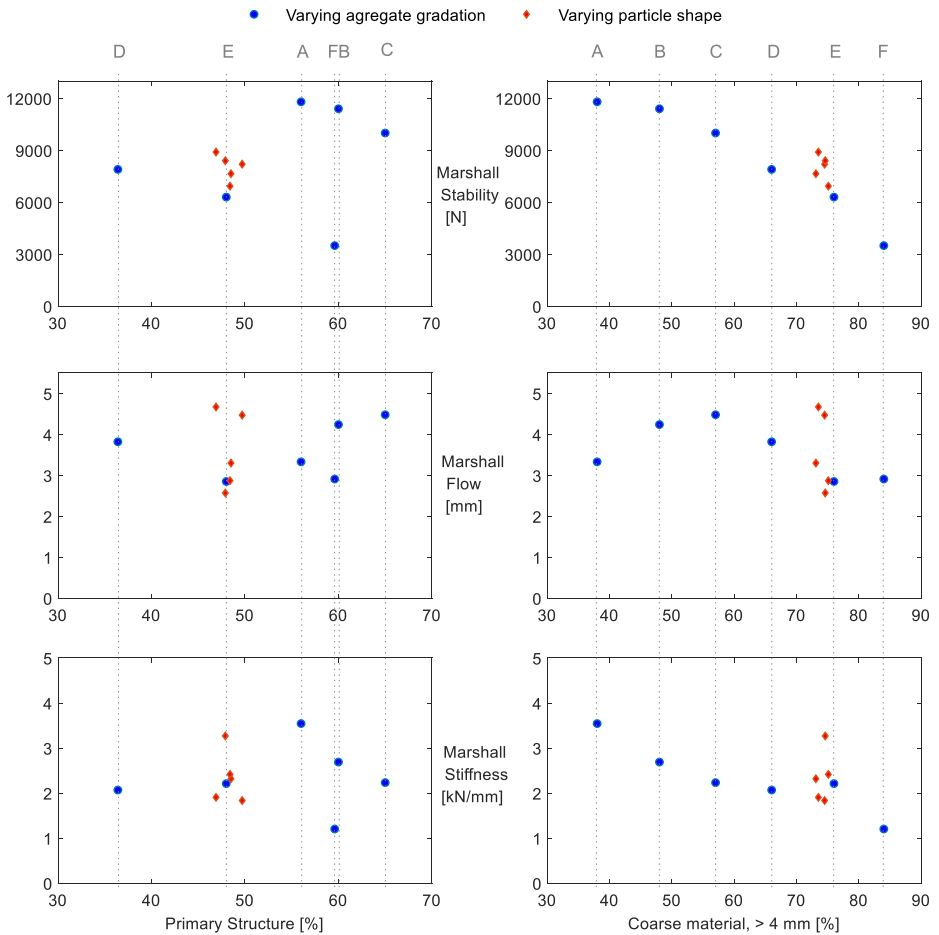 Varying agregate gradation Varying particle shape
D E A F B C A B C D E F
12000
9000
6000
3000
0
30 40 50 60 70
Marshall
Stability
[N]
12000
9000
6000
3000
0
30 40 50 60 70 80 90
5
4
3
2
1
0
30 40 50 60 70
Marshall
Flow
[mm]
5
4
3
2
1
0
30 40 50 60 70 80 90
5
4
3
2
1
0
30 40 50 60 70
Primary Structure [%]
Marshall
Stiffness
[kN/mm]
5
4
3
2
1
0
30 40 50 60 70 80 90
Coarse material, > 4 mm [%]